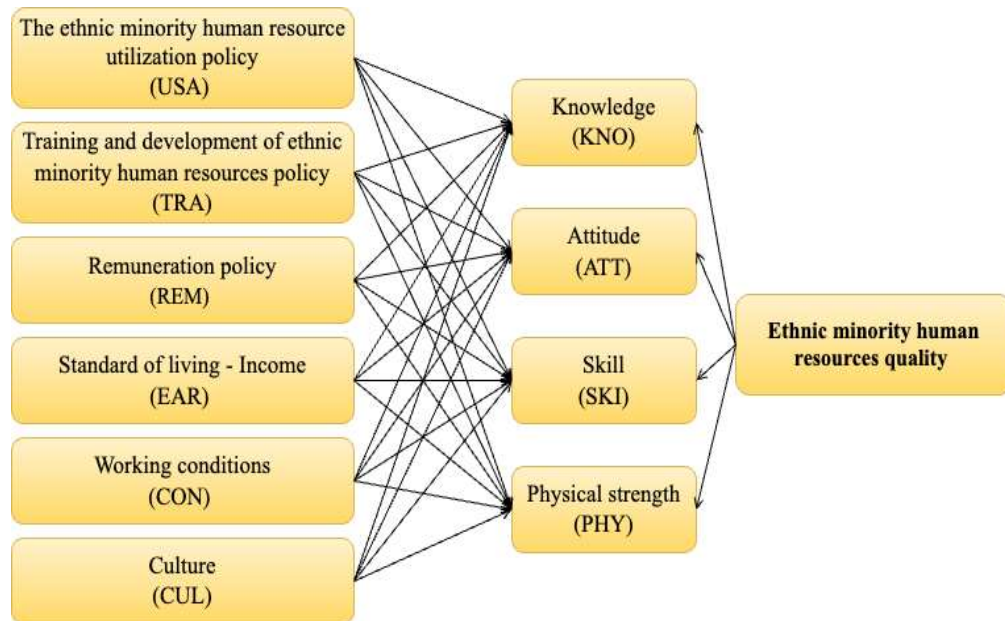 The ethnic minority human resource
utilization policy
(USA)
Training and development of ethnic
minority human resources policy
(TRA)
Remuneration policy
(REM)
Standard of living - Income
(EAR)
Working conditions
(CON)
Culture
(CUL)
Knowledge
(KNO)
Attitude
(ATT)
Skill
(SKI)
Physical strength
(PHY)
Ethnic minority human
resources quality